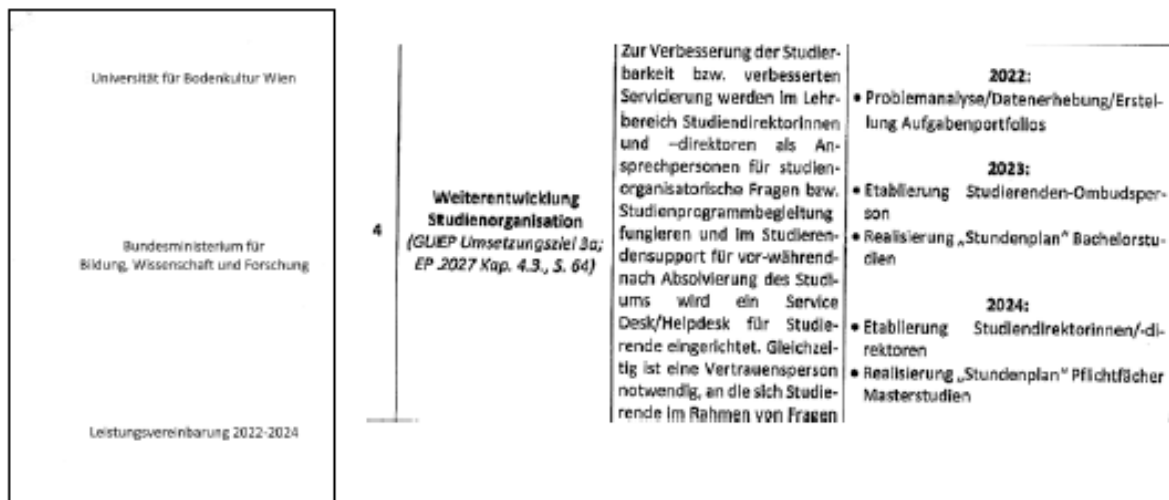 Universität für Bodenkultur Wien
Bundesministerium für
Bildung, Wissenschaft und Forschung
Leistungsvereinbarung 2022-2024
4
Weiterentwicklung
Studienorganisation
(GUEP Umsetzungsziel 3a;
EP 2027 Kap. 4.3., S. 64)
Zur Verbesserung der Studier-
barkeit bzw. verbesserten
Servicierung werden im Lehr-
bereich Studiendirektorinnen
und –direktoren als An-
sprechpersonen für studien-
organisatorische Fragen bzw.
Studienprogrammbegleitung
fungieren und im Studieren-
densupport für vor-während-
nach Absolvierung des Studi-
ums wird ein Service
Desk/Helpdesk für Studie-
rende eingerichtet. Gleichzei-
tig ist eine Vertrauensperson
notwendig, an die sich Studie-
rende im Rahmen von Fragen
2022:
• Problemanalyse/Datenerhebung/Erstel-
lung Aufgabenportfolios
2023:
• Etablierung Studierenden-Ombudsper-
son
• Realisierung „Stundenplan" Bachelorstu-
dien
2024:
• Etablierung Studiendirektorinnen/-di-
rektoren
• Realisierung „Stundenplan" Pflichtfächer
Masterstudien